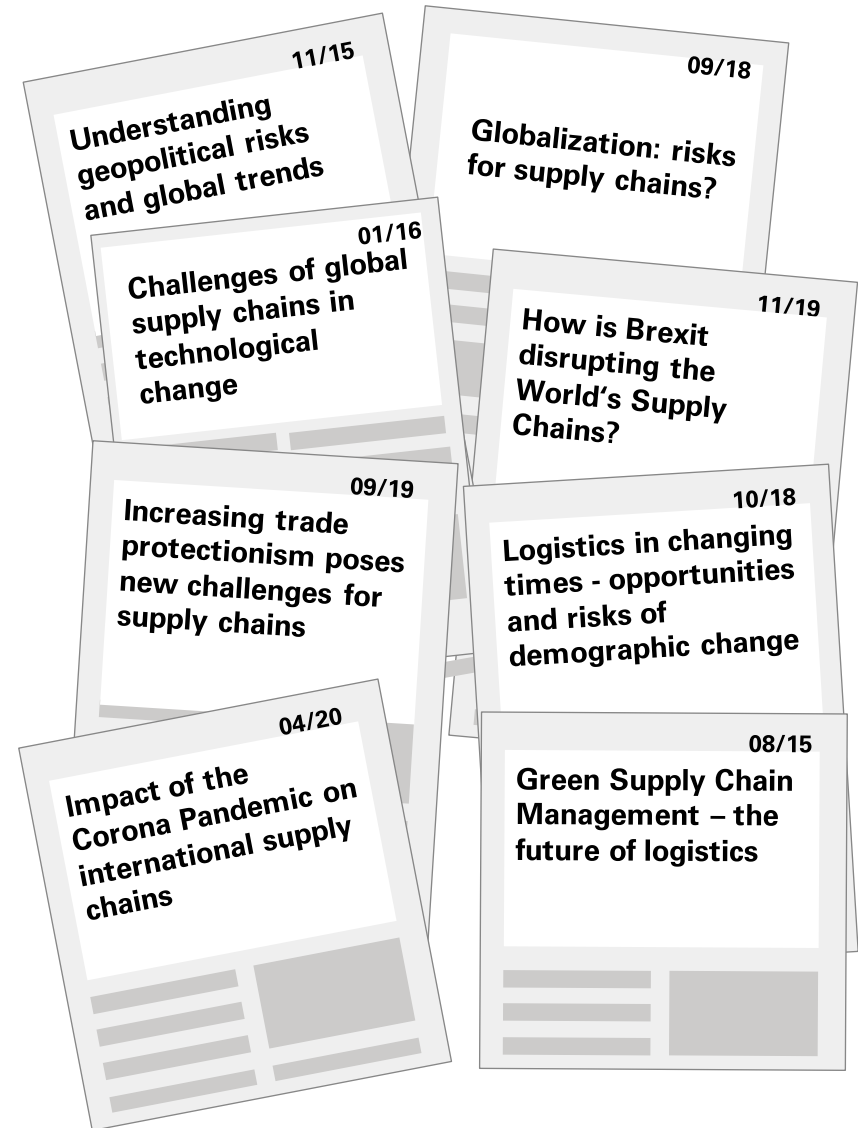 11/15
Understanding
geopolitical risks
and global trends
09/18
Globalization: risks
for supply chains?
01/16
Challenges of global
supply chains in
technological
change
11/19
How is Brexit
disrupting the
World‘s Supply
Chains?
09/19
Increasing trade
protectionism poses
new challenges for
supply chains
10/18
Logistics in changing
times - opportunities
and risks of
demographic change
04/20
Impact of the
Corona Pandemic on
international supply
chains
08/15
Green Supply Chain
Management – the
future of logistics